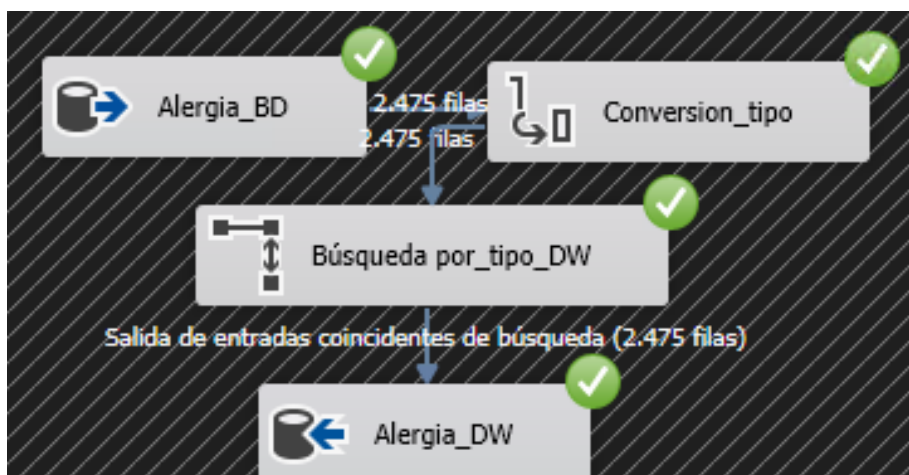 Alergia_BD
2.475 filas
Conversion_tipo
2.475 filas
Búsqueda por_tipo_DW
Salida de entradas coincidentes de búsqueda (2.475 filas)
Alergia_DW